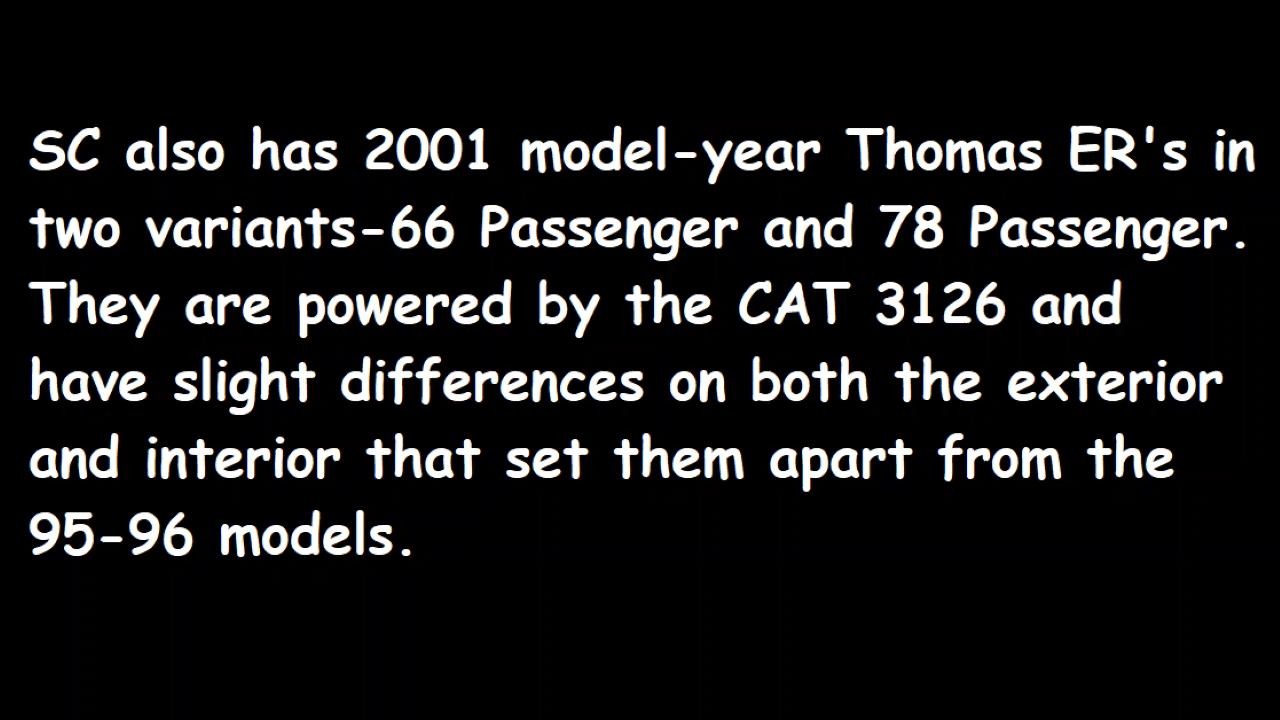 SC also has 2001 model-year Thomas ER's in
two variants-66 Passenger and 78 Passenger.
They are powered by the CAT 3126 and
have slight differences on both the exterior
and interior that set them apart from the
95-96 models.